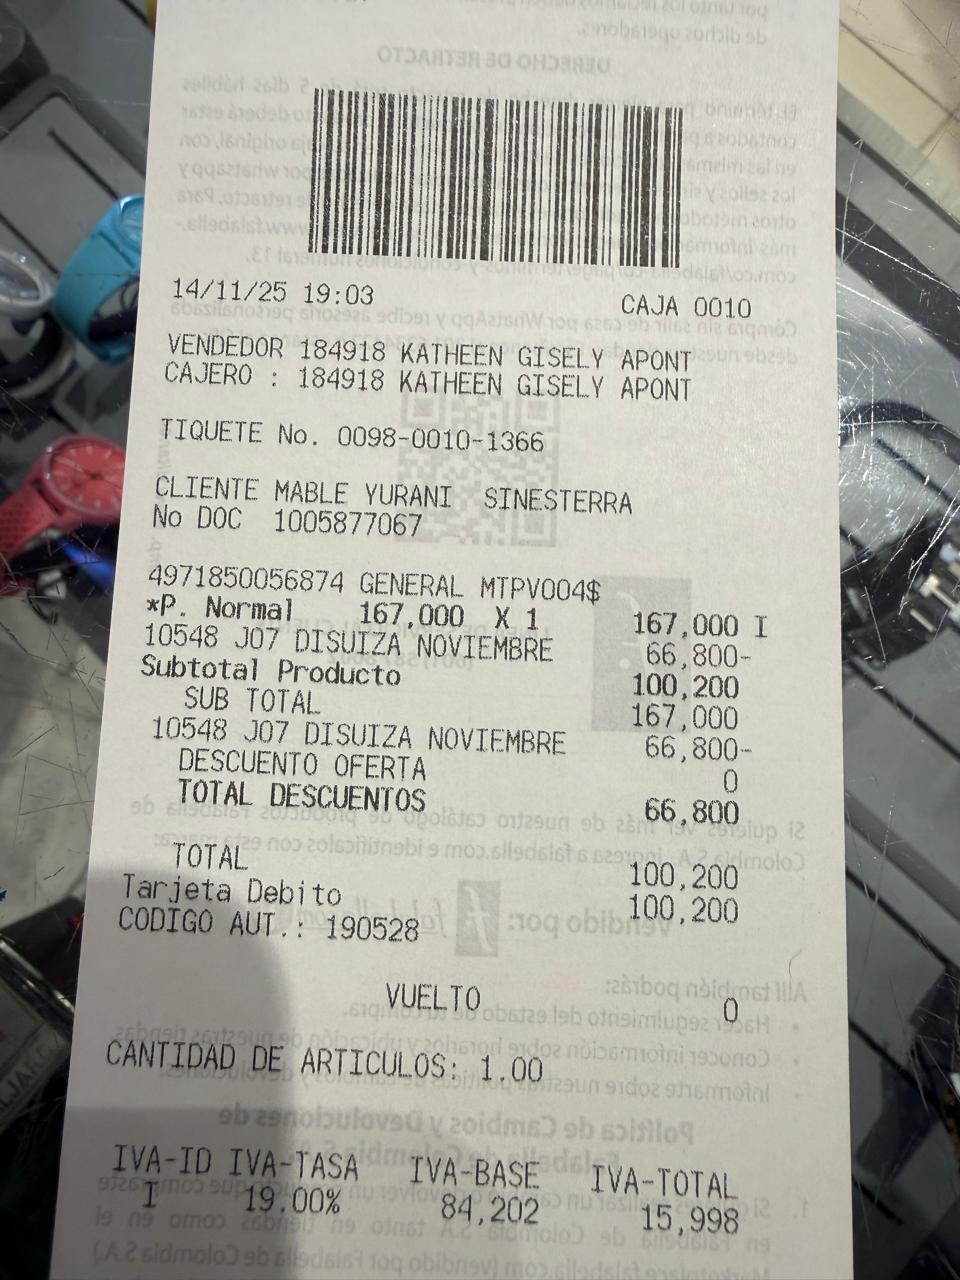 14/11/25 19:03 CAJA 0010
VENDEDOR 184918 KATHEEN GISELY APONT
CAJERO : 184918 KATHEEN GISELY APONT
TIQUETE No. 0098-0010-1366
CLIENTE MABLE YURANI SINESTERRA
No DOC 1005877067
4971850056874 GENERAL MTPV004$
*P. Normal 167,000 X 1 167,000 I
10548 J07 DISUIZA NOVIEMBRE 66,800-
Subtotal Producto 100,200
SUB TOTAL 167,000
10548 J07 DISUIZA NOVIEMBRE 66,800-
DESCUENTO OFERTA 0
TOTAL DESCUENTOS 66,800
TOTAL 100,200
Tarjeta Debito 100,200
CODIGO AUT.: 190528
VUELTO 0
CANTIDAD DE ARTICULOS: 1.00
IVA-ID IVA-TASA IVA-BASE IVA-TOTAL
I 19.00% 84,202 15,998